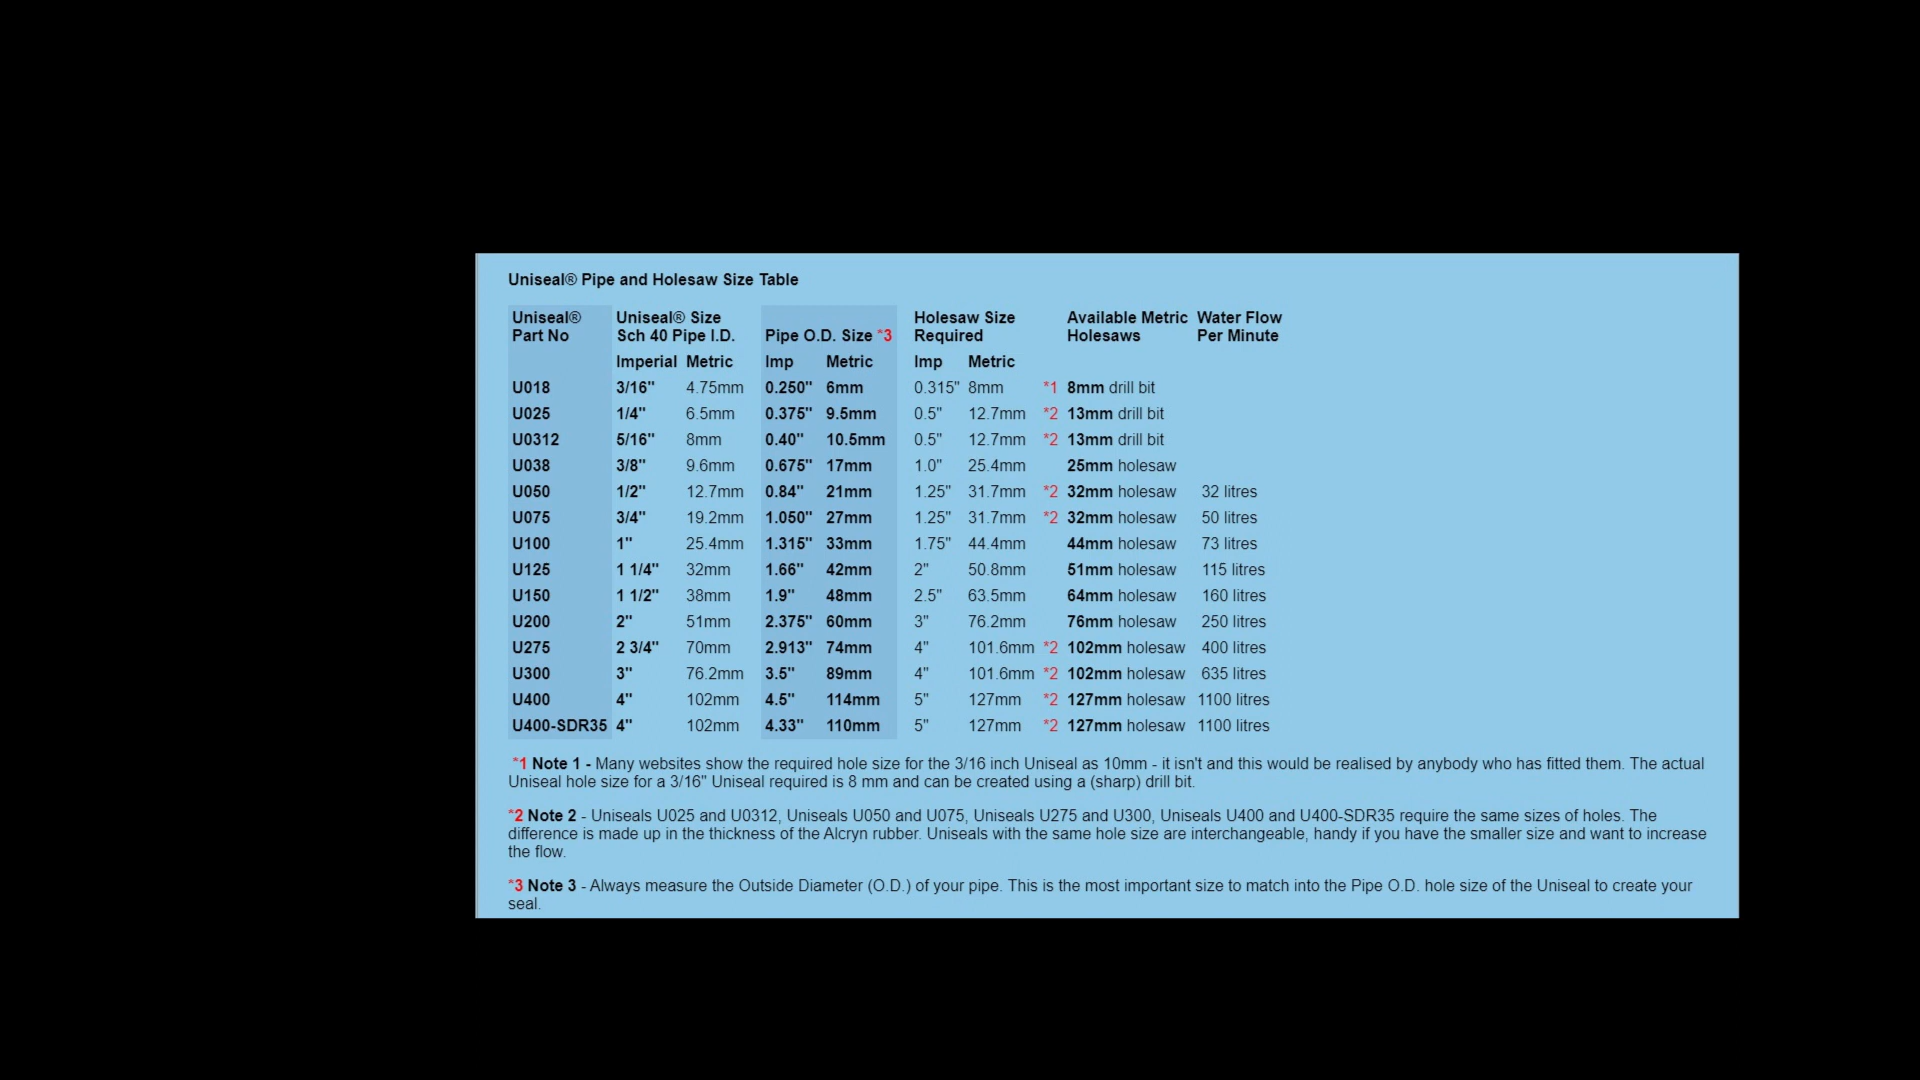 Uniseal® Pipe and Holesaw Size Table
Uniseal® Part No Uniseal® Size Sch 40 Pipe I.D. Pipe O.D. Size *3 Holesaw Size Required Available Metric Holesaws Water Flow Per Minute
Imperial Metric Imp Metric Imp Metric
U018 3/16" 4.75mm 0.250" 6mm 0.315" 8mm *1 8mm drill bit
U025 1/4" 6.5mm 0.375" 9.5mm 0.5" 12.7mm *2 13mm drill bit
U0312 5/16" 8mm 0.40" 10.5mm 0.5" 12.7mm *2 13mm drill bit
U038 3/8" 9.6mm 0.675" 17mm 1.0" 25.4mm 25mm holesaw
U050 1/2" 12.7mm 0.84" 21mm 1.25" 31.7mm *2 32mm holesaw 32 litres
U075 3/4" 19.2mm 1.050" 27mm 1.25" 31.7mm *2 32mm holesaw 50 litres
U100 1" 25.4mm 1.315" 33mm 1.75" 44.4mm 44mm holesaw 73 litres
U125 1 1/4" 32mm 1.66" 42mm 2" 50.8mm 51mm holesaw 115 litres
U150 1 1/2" 38mm 1.9" 48mm 2.5" 63.5mm 64mm holesaw 160 litres
U200 2" 51mm 2.375" 60mm 3" 76.2mm 76mm holesaw 250 litres
U275 2 3/4" 70mm 2.913" 74mm 4" 101.6mm *2 102mm holesaw 400 litres
U300 3" 76.2mm 3.5" 89mm 4" 101.6mm *2 102mm holesaw 635 litres
U400 4" 102mm 4.5" 114mm 5" 127mm *2 127mm holesaw 1100 litres
U400-SDR35 4" 102mm 4.33" 110mm 5" 127mm *2 127mm holesaw 1100 litres
*1 Note 1 - Many websites show the required hole size for the 3/16 inch Uniseal as 10mm - it isn't and this would be realised by anybody who has fitted them. The actual
Uniseal hole size for a 3/16" Uniseal required is 8 mm and can be created using a (sharp) drill bit.
*2 Note 2 - Uniseals U025 and U0312, Uniseals U050 and U075, Uniseals U275 and U300, Uniseals U400 and U400-SDR35 require the same sizes of holes. The
difference is made up in the thickness of the Alcryn rubber. Uniseals with the same hole size are interchangeable, handy if you have the smaller size and want to increase
the flow.
*3 Note 3 - Always measure the Outside Diameter (O.D.) of your pipe. This is the most important size to match into the Pipe O.D. hole size of the Uniseal to create your
seal.